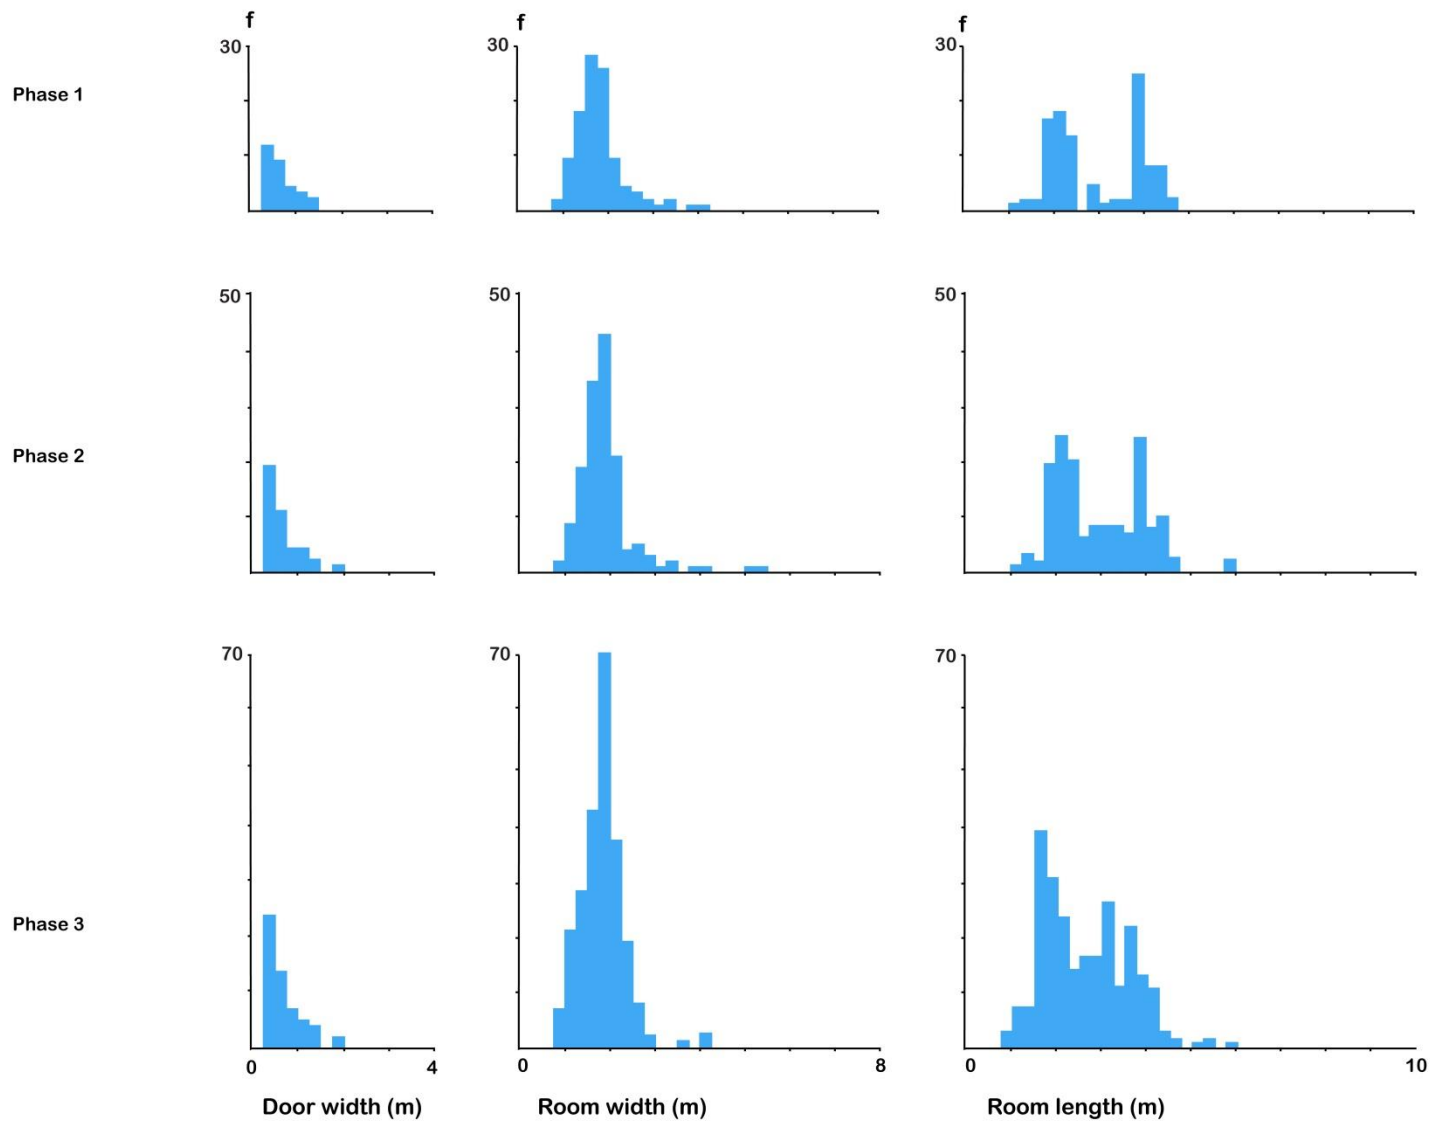 f f f
30 30 30
Phase 1
50 50 50
Phase 2
70 70 70
Phase 3
0 4 0 8 0 10
Door width (m) Room width (m) Room length (m)